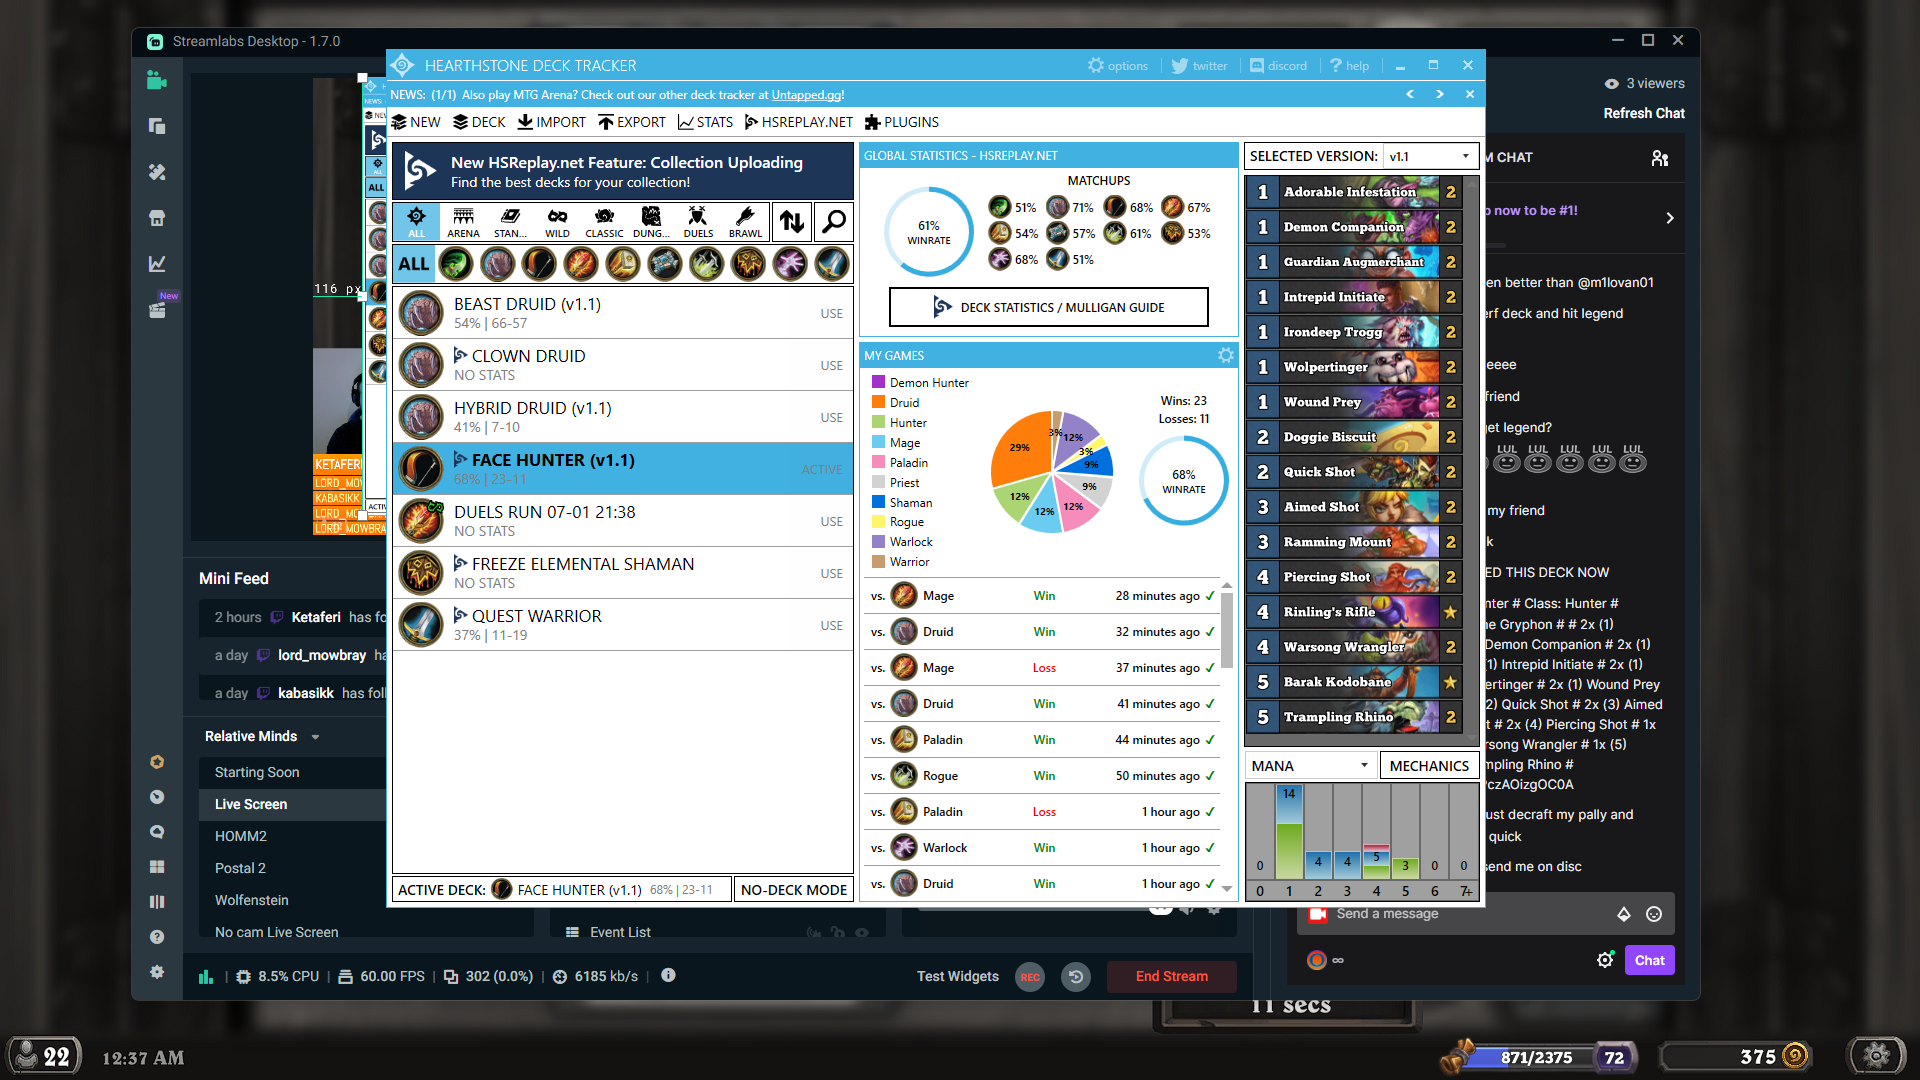 Streamlabs Desktop - 1.7.0
HEARTHSTONE DECK TRACKER
options
twitter
discord
help
NEWS: (1/1) Also play MTG Arena? Check out our other deck tracker at Untapped.gg!
NEW
DECK
IMPORT
EXPORT
STATS
HSREPLAY.NET
PLUGINS
New HSReplay.net Feature: Collection Uploading
Find the best decks for your collection!
ALL
ARENA
STAN...
WILD
CLASSIC
DUNG...
DUELS
BRAWL
ALL
BEAST DRUID (v1.1)
54% | 66-57
USE
CLOWN DRUID
NO STATS
USE
HYBRID DRUID (v1.1)
41% | 7-10
USE
FACE HUNTER (v1.1)
68% | 23-11
ACTIVE
DUELS RUN 07-01 21:38
NO STATS
USE
FREEZE ELEMENTAL SHAMAN
NO STATS
USE
QUEST WARRIOR
37% | 11-19
USE
ACTIVE DECK: FACE HUNTER (v1.1) 68% | 23-11
NO-DECK MODE
GLOBAL STATISTICS - HSREPLAY.NET
61%
WINRATE
MATCHUPS
51% 71% 68% 67%
54% 57% 61% 53%
68% 51%
DECK STATISTICS / MULLIGAN GUIDE
MY GAMES
Demon Hunter
Druid
Hunter
Mage
Paladin
Priest
Shaman
Rogue
Warlock
Warrior
3%
12%
3%
9%
9%
12%
12%
12%
29%
Wins: 23
Losses: 11
68%
WINRATE
vs. Mage Win 28 minutes ago
vs. Druid Win 32 minutes ago
vs. Mage Loss 37 minutes ago
vs. Druid Win 41 minutes ago
vs. Paladin Win 44 minutes ago
vs. Rogue Win 50 minutes ago
vs. Paladin Loss 1 hour ago
vs. Warlock Win 1 hour ago
vs. Druid Win 1 hour ago
SELECTED VERSION: v1.1
1 Adorable Infestation 2
1 Demon Companion 2
1 Guardian Augmerchant 2
1 Intrepid Initiate 2
1 Irondeep Trogg 2
1 Wolpertinger 2
1 Wound Prey 2
2 Doggie Biscuit 2
2 Quick Shot 2
3 Aimed Shot 2
3 Ramming Mount 2
4 Piercing Shot 2
4 Rinling's Rifle
4 Warsong Wrangler 2
5 Barak Kodobane
5 Trampling Rhino 2
MANA
MECHANICS
0 14 4 4 5 3 0 0
0 1 2 3 4 5 6 7+
New
116 px
ALL
KETAFERI
LORD_MOW
KABASIKK
LORD_MOWBRA
Mini Feed
2 hours Ketaferi has fo
a day lord_mowbray ha
a day kabasikk has foll
Relative Minds
Starting Soon
Live Screen
HOMM2
Postal 2
Wolfenstein
No cam Live Screen
Event List
8.5% CPU
60.00 FPS
302 (0.0%)
6185 kb/s
Test Widgets
REC
End Stream
3 viewers
Refresh Chat
M CHAT
now to be #1!
en better than @m1lovan01
erf deck and hit legend
eeee
friend
get legend?
LUL LUL LUL LUL LUL
my friend
k
ED THIS DECK NOW
nter # Class: Hunter #
he Gryphon # # 2x (1)
Demon Companion # 2x
(1) Intrepid Initiate # 2x (1)
ertinger # 2x (1) Wound Prey
2) Quick Shot # 2x (3) Aimed
t # 2x (4) Piercing Shot # 1x
rsong Wrangler # 1x (5)
mpling Rhino #
czAOizgOC0A
ust decraft my pally and
quick
send me on disc
Send a message
∞
Chat
11 secs
22
12:37 AM
871/2375
72
375